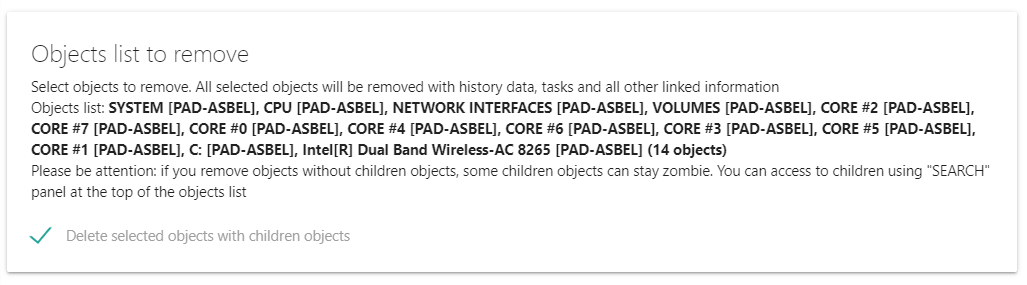 Objects list to remove
Select objects to remove. All selected objects will be removed with history data, tasks and all other linked information
Objects list: SYSTEM [PAD-ASBEL], CPU [PAD-ASBEL], NETWORK INTERFACES [PAD-ASBEL], VOLUMES [PAD-ASBEL], CORE #2 [PAD-ASBEL],
CORE #7 [PAD-ASBEL], CORE #0 [PAD-ASBEL], CORE #4 [PAD-ASBEL], CORE #6 [PAD-ASBEL], CORE #3 [PAD-ASBEL], CORE #5 [PAD-ASBEL],
CORE #1 [PAD-ASBEL], C: [PAD-ASBEL], Intel[R] Dual Band Wireless-AC 8265 [PAD-ASBEL] (14 objects)
Please be attention: if you remove objects without children objects, some children objects can stay zombie. You can access to children using "SEARCH"
panel at the top of the objects list
Delete selected objects with children objects